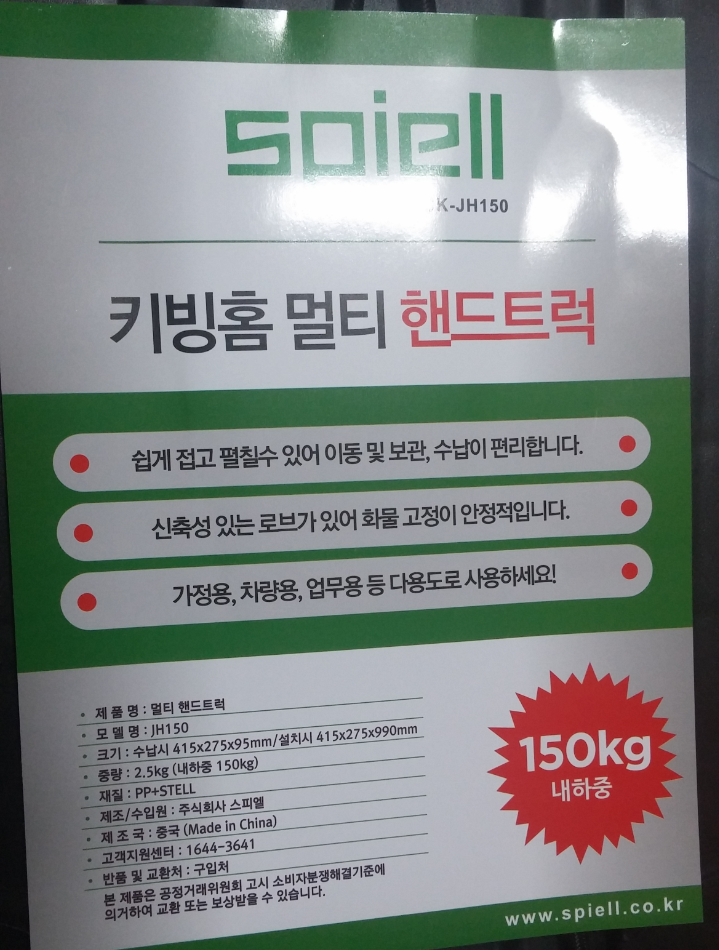 spiell
K-JH150
키빙홈 멀티 핸드트럭
쉽게 접고 펼칠수 있어 이동 및 보관, 수납이 편리합니다.
신축성 있는 로브가 있어 화물 고정이 안정적입니다.
가정용, 차량용, 업무용 등 다용도로 사용하세요!
• 제 품 명 : 멀티 핸드트럭
• 모 델 명 : JH150
• 크기 : 수납시 415x275x95mm/설치시 415x275x990mm
• 중량 : 2.5kg (내하중 150kg)
• 재질 : PP+STELL
• 제조/수입원 : 주식회사 스피엘
• 제 조 국 : 중국 (Made in China)
• 고객지원센터 : 1644-3641
• 반품 및 교환처 : 구입처
본 제품은 공정거래위원회 고시 소비자분쟁해결기준에
의거하여 교환 또는 보상받을 수 있습니다.
150kg
내하중
www.spiell.co.kr